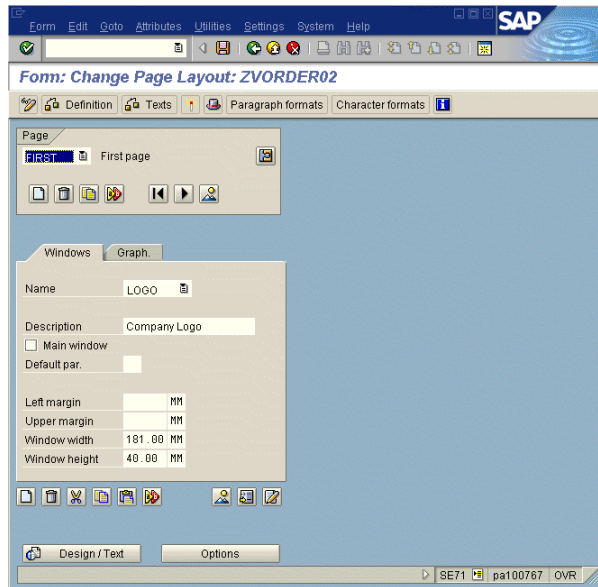 Form Edit Goto Attributes Utilities Settings System Help
SAP
Form: Change Page Layout: ZVORDER02
Definition Texts Paragraph formats Character formats
Page
FIRST First page
Windows Graph.
Name LOGO
Description Company Logo
Main window
Default par.
Left margin MM
Upper margin MM
Window width 181.00 MM
Window height 40.00 MM
Design / Text Options
SE71 pa100767 OVR